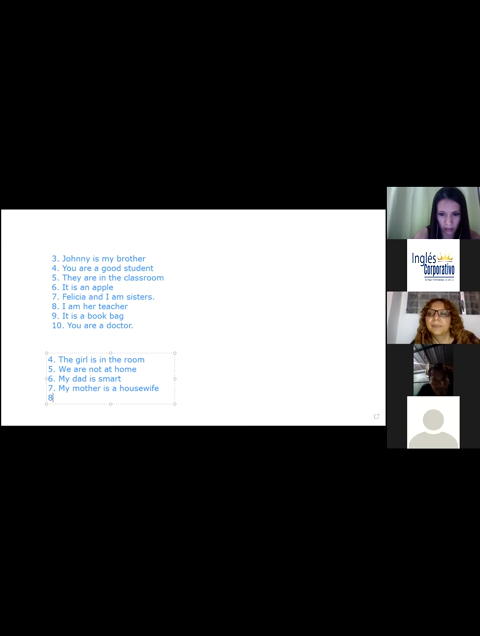 3. Johnny is my brother
4. You are a good student
5. They are in the classroom
6. It is an apple
7. Felicia and I am sisters.
8. I am her teacher
9. It is a book bag
10. You are a doctor.
4. The girl is in the room
5. We are not at home
6. My dad is smart
7. My mother is a housewife
8
Inglés
Corporativo